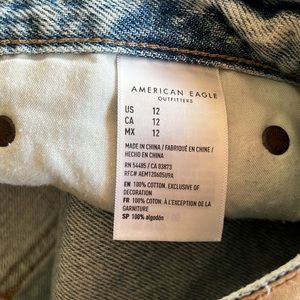 AMERICAN EAGLE
OUTFITTERS
US 12
CA 12
MX 12
MADE IN CHINA / FABRIQUÉ EN CHINE /
HECHO EN CHINA
RN 54485 / CA 03873
RFC# AEM120605U9A
EN 100% COTTON. EXCLUSIVE OF
DECORATION
FR 100% COTON. À L'EXCEPTION DE LA
GARNITURE
SP 100% algodón